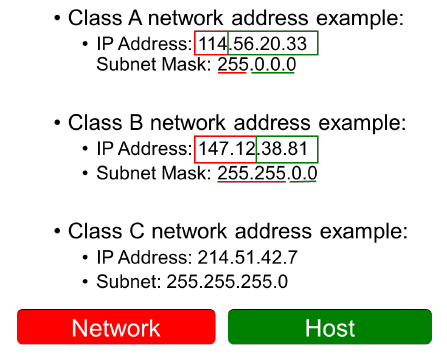 • Class A network address example:
• IP Address: 114.56.20.33
Subnet Mask: 255.0.0.0
• Class B network address example:
• IP Address: 147.12.38.81
• Subnet Mask: 255.255.0.0
• Class C network address example:
• IP Address: 214.51.42.7
• Subnet: 255.255.255.0
Network Host